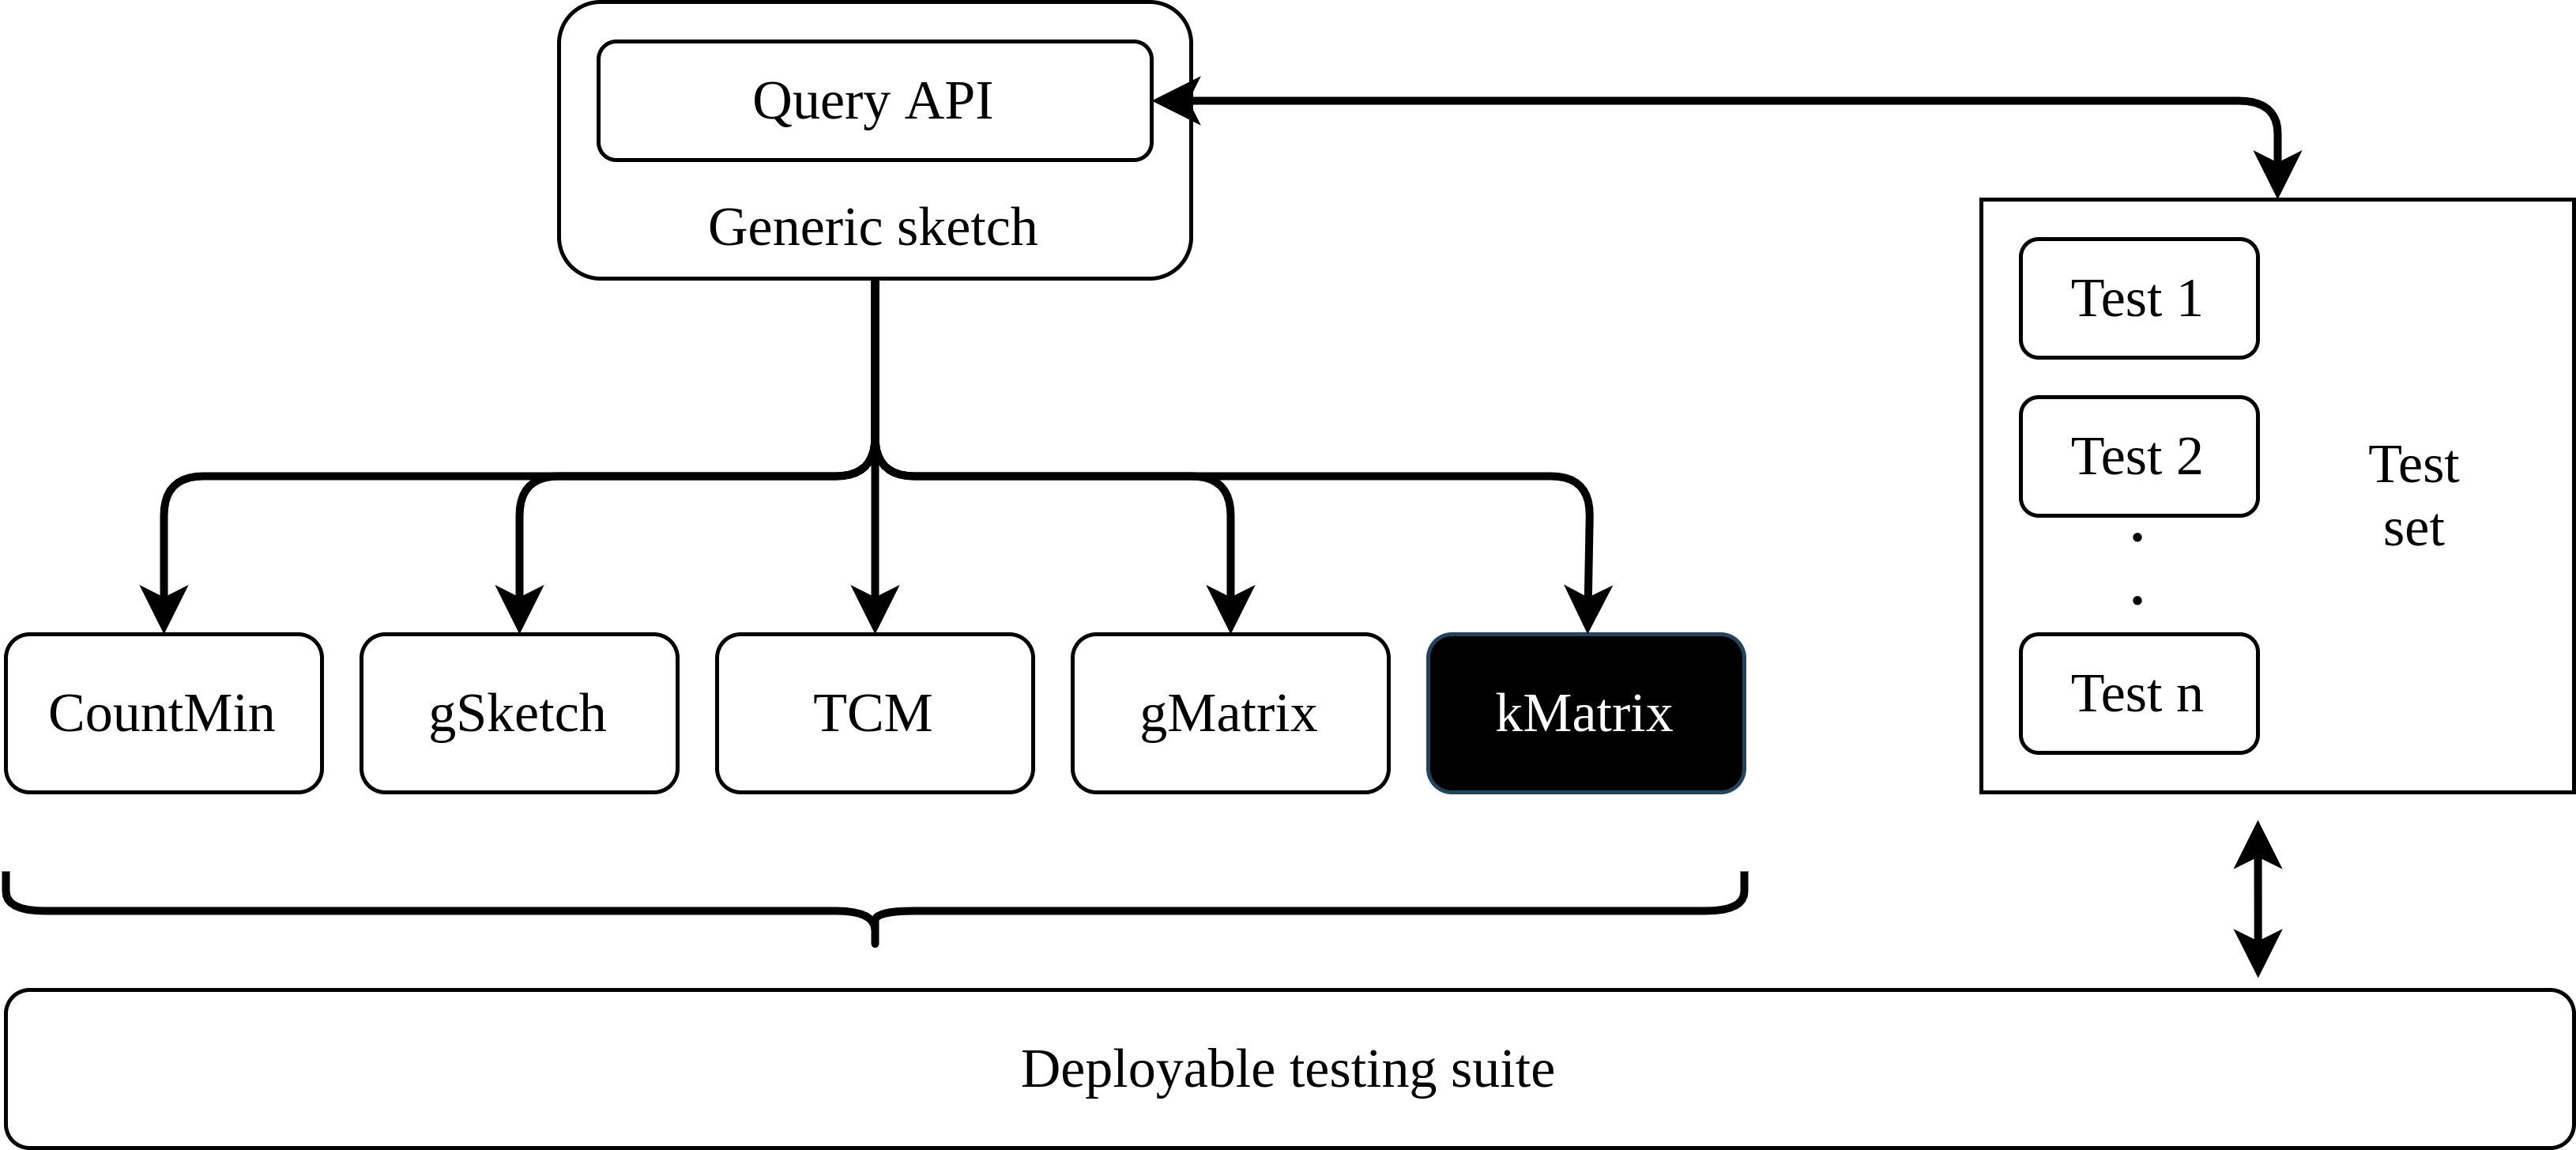 Query API
Generic sketch
Test 1
Test 2
.
.
Test n
Test
set
CountMin
gSketch
TCM
gMatrix
kMatrix
Deployable testing suite